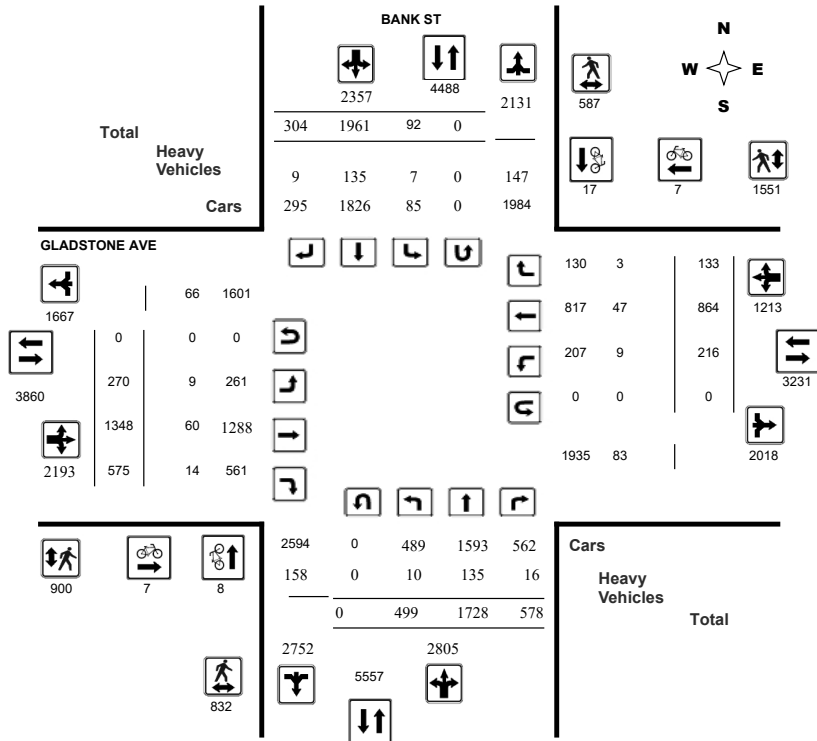 BANK ST
N
W E
S
2357 4488 2131 587
Total 304 1961 92 0
Heavy
Vehicles 9 135 7 0 147 17 7 1551
Cars 295 1826 85 0 1984
GLADSTONE AVE
130 3 133
1667 66 1601
817 47 864 1213
0 0 0
207 9 216 3231
3860 270 9 261
0 0 0
1348 60 1288
2193 575 14 561 1935 83 2018
2594 0 489 1593 562 Cars
158 0 10 135 16 Heavy
Vehicles
900 7 8
0 499 1728 578 Total
2752 5557 2805
832